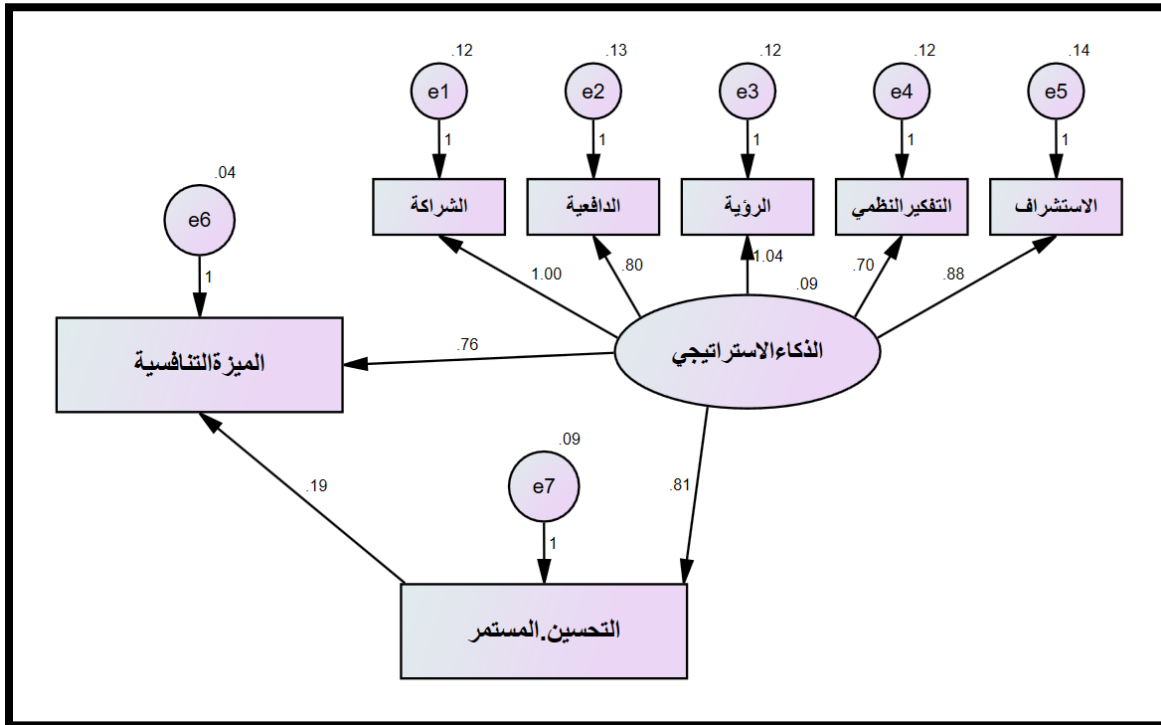 .12
.13
.12
.12
.14
e1
e2
e3
e4
e5
1
1
1
1
1
.04
e6
1
الشراكة
الدافعية
الرؤية
التفكيرالنظمي
الاستشراف
1.00
.80
1.04
.70
.88
.09
الذكاءالاستراتيجي
.76
الميزةالتنافسية
.09
e7
1
.81
.19
التحسين.المستمر